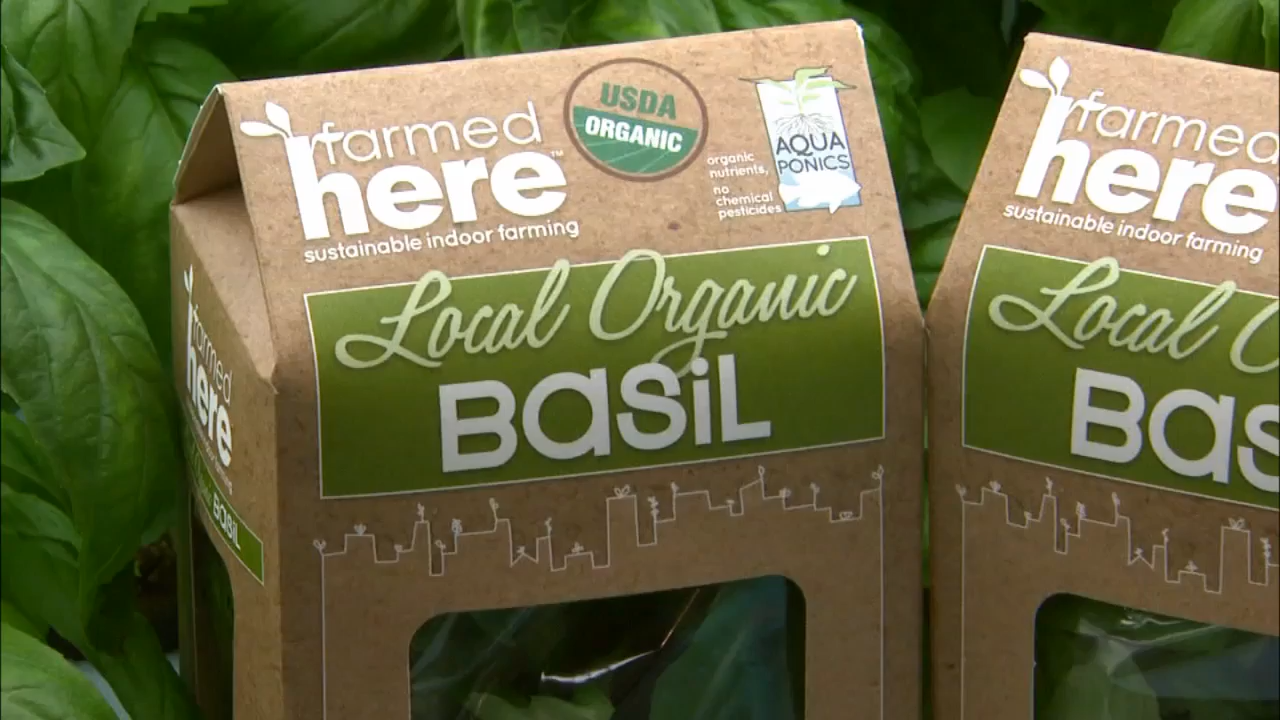 farmed
here™
sustainable indoor farming
USDA
ORGANIC
organic
nutrients,
no
chemical
pesticides
AQUA
PONICS
Local Organic
BASiL
farmed
here
BASiL
farmed
here
sustainable indoor farming
Local O
BAS